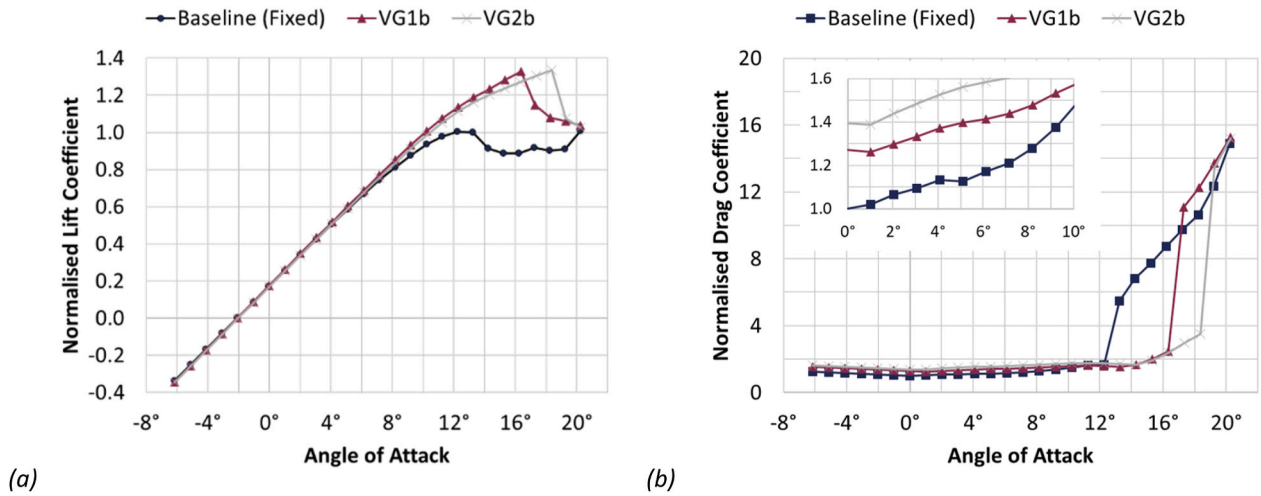 (a)
Baseline (Fixed) VG1b VG2b
Normalised Lift Coefficient
1.4
1.2
1.0
0.8
0.6
0.4
0.2
0.0
-0.2
-0.4
-8° -4° 0° 4° 8° 12° 16° 20°
Angle of Attack
(a)
(b)
Baseline (Fixed) VG1b VG2b
Normalised Drag Coefficient
20
16
12
8
4
0
1.6
1.4
1.2
1.0
0° 2° 4° 6° 8° 10°
-8° -4° 0° 4° 8° 12° 16° 20°
Angle of Attack
(b)